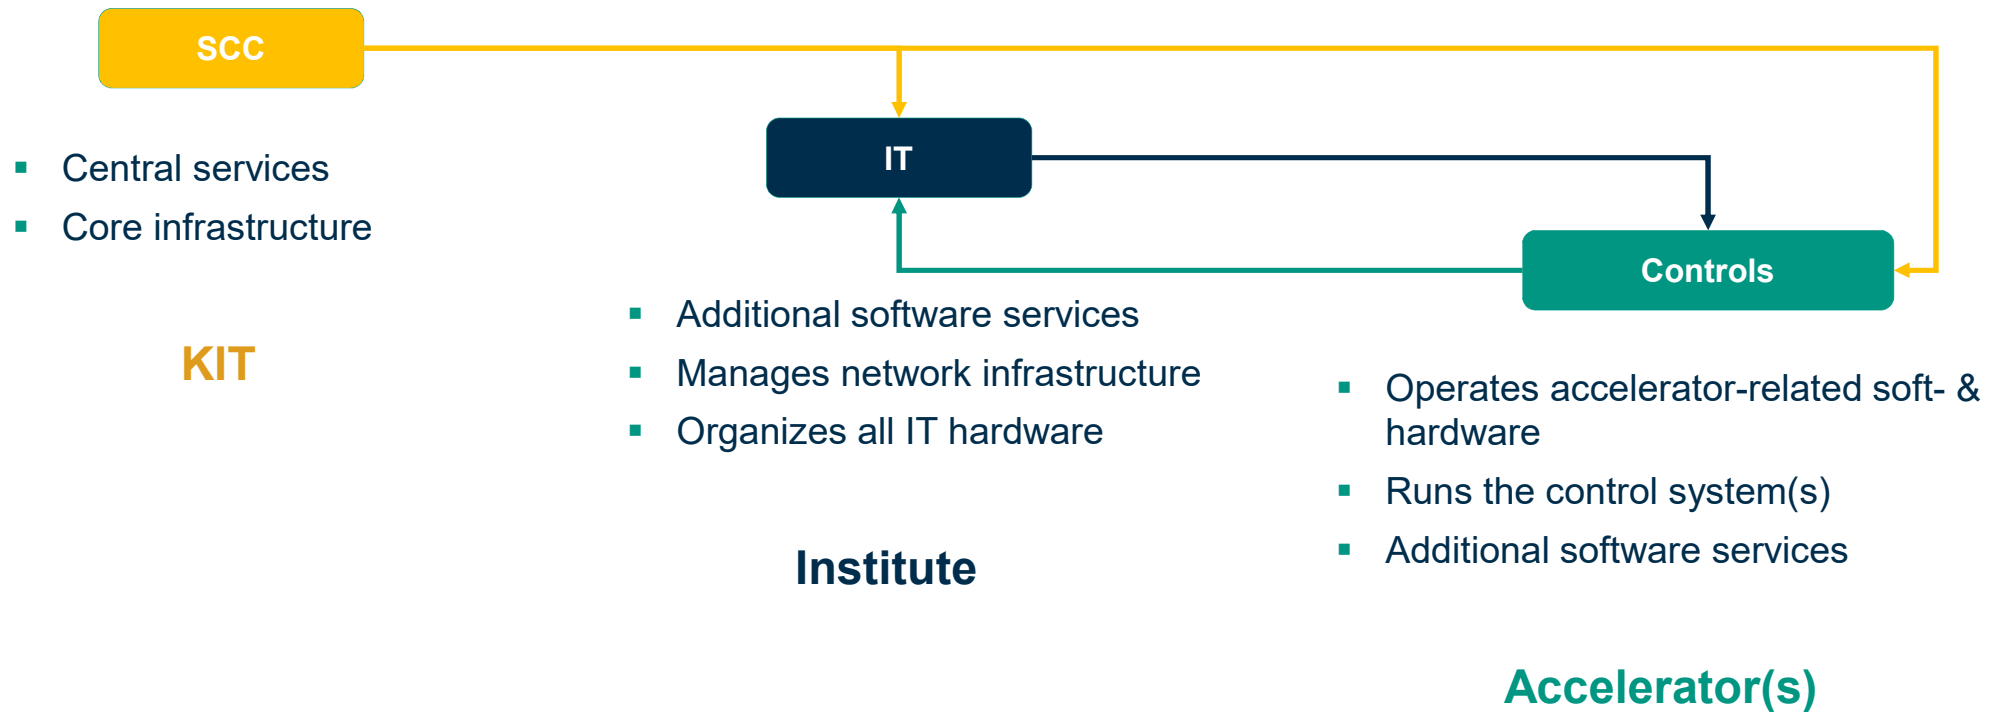 SCC
Central services
Core infrastructure
KIT
IT
Additional software services
Manages network infrastructure
Organizes all IT hardware
Institute
Controls
Operates accelerator-related soft- &
hardware
Runs the control system(s)
Additional software services
Accelerator(s)